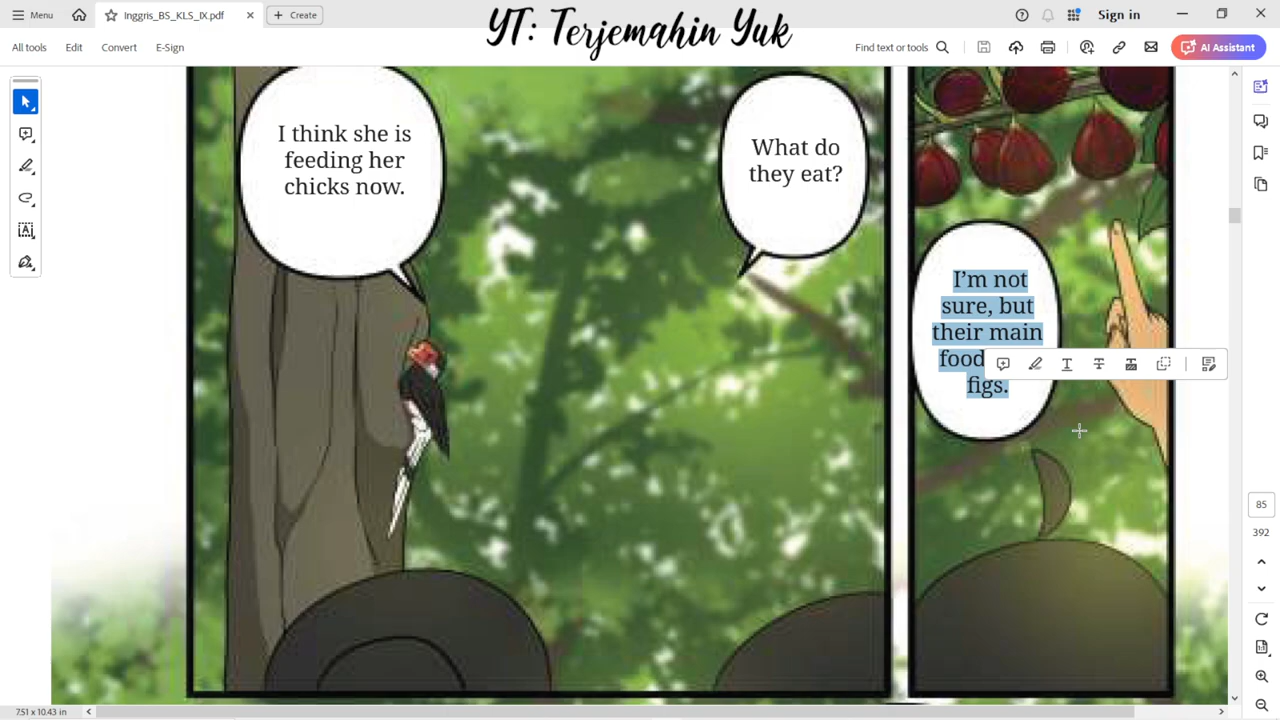 Menu
Inggris_BS_KLS_IX.pdf
Create
YT: Terjemahin Yuk
Sign in
All tools
Edit
Convert
E-Sign
Find text or tools
AI Assistant
I think she is
feeding her
chicks now.
What do
they eat?
I'm not
sure, but
their main
food
figs.
85
392
7.51 x 10.43 in